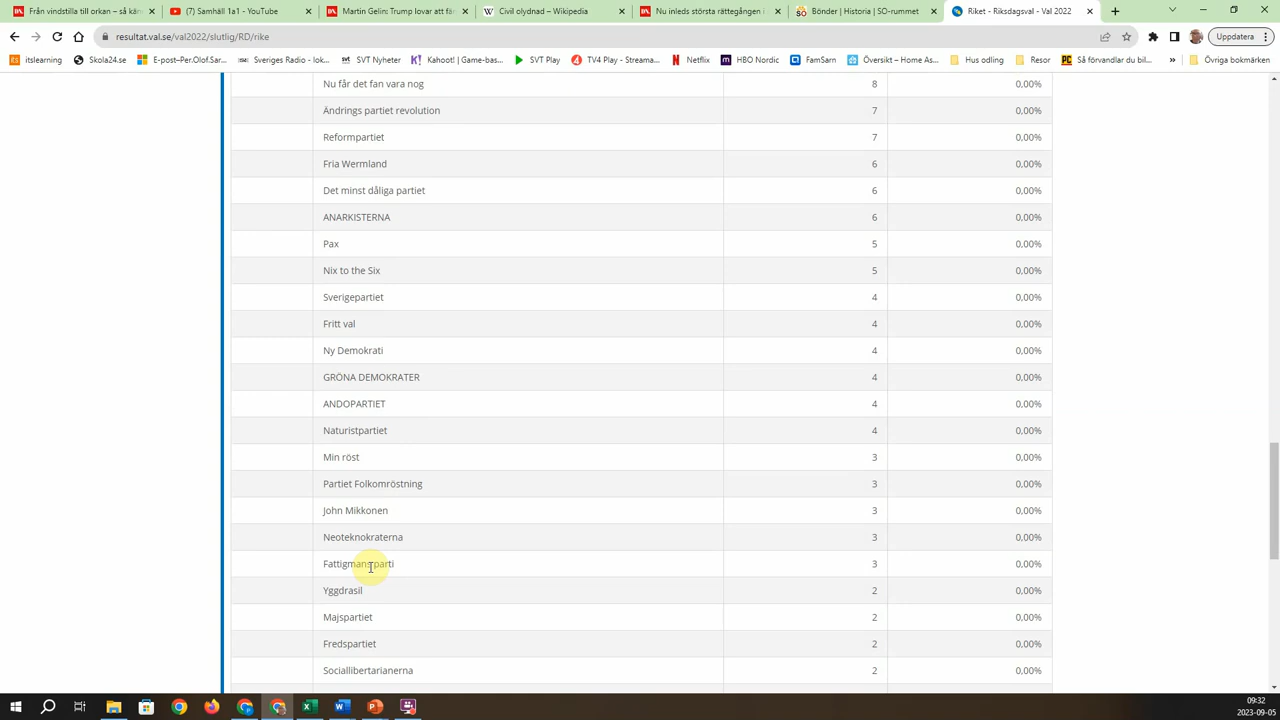 Från vindstilla till orkan – så kän
(7) Samhäll 1a1 - YouTube
Martin Gelin: Trump lovar att fä
Civil olydnad – Wikipedia
Nu inleds största rättegången i
Bönder | Historia | SO-rummet
Riket - Riksdagsval - Val 2022
resultat.val.se/val2022/slutlig/RD/rike
Uppdatera
itslearning
Skola24.se
E-post–Per.Olof.Sar...
Sveriges Radio - lok...
SVT Nyheter
Kahoot! | Game-bas...
SVT Play
TV4 Play - Streama...
Netflix
HBO Nordic
FamSarn
Översikt – Home As...
Hus odling
Resor
Så förvandlar du bil...
»
Övriga bokmärken
Nu får det fan vara nog 8 0,00%
Ändrings partiet revolution 7 0,00%
Reformpartiet 7 0,00%
Fria Wermland 6 0,00%
Det minst dåliga partiet 6 0,00%
ANARKISTERNA 6 0,00%
Pax 5 0,00%
Nix to the Six 5 0,00%
Sverigepartiet 4 0,00%
Fritt val 4 0,00%
Ny Demokrati 4 0,00%
GRÖNA DEMOKRATER 4 0,00%
ANDOPARTIET 4 0,00%
Naturistpartiet 4 0,00%
Min röst 3 0,00%
Partiet Folkomröstning 3 0,00%
John Mikkonen 3 0,00%
Neoteknokraterna 3 0,00%
Fattigmansparti 3 0,00%
Yggdrasil 2 0,00%
Majspartiet 2 0,00%
Fredspartiet 2 0,00%
Sociallibertarianerna 2 0,00%
09:32
2023-09-05